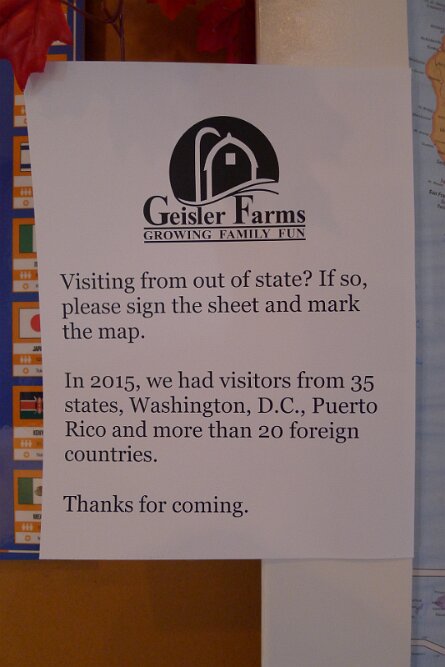 Geisler Farms
GROWING FAMILY FUN
Visiting from out of state? If so,
please sign the sheet and mark
the map.
In 2015, we had visitors from 35
states, Washington, D.C., Puerto
Rico and more than 20 foreign
countries.
Thanks for coming.